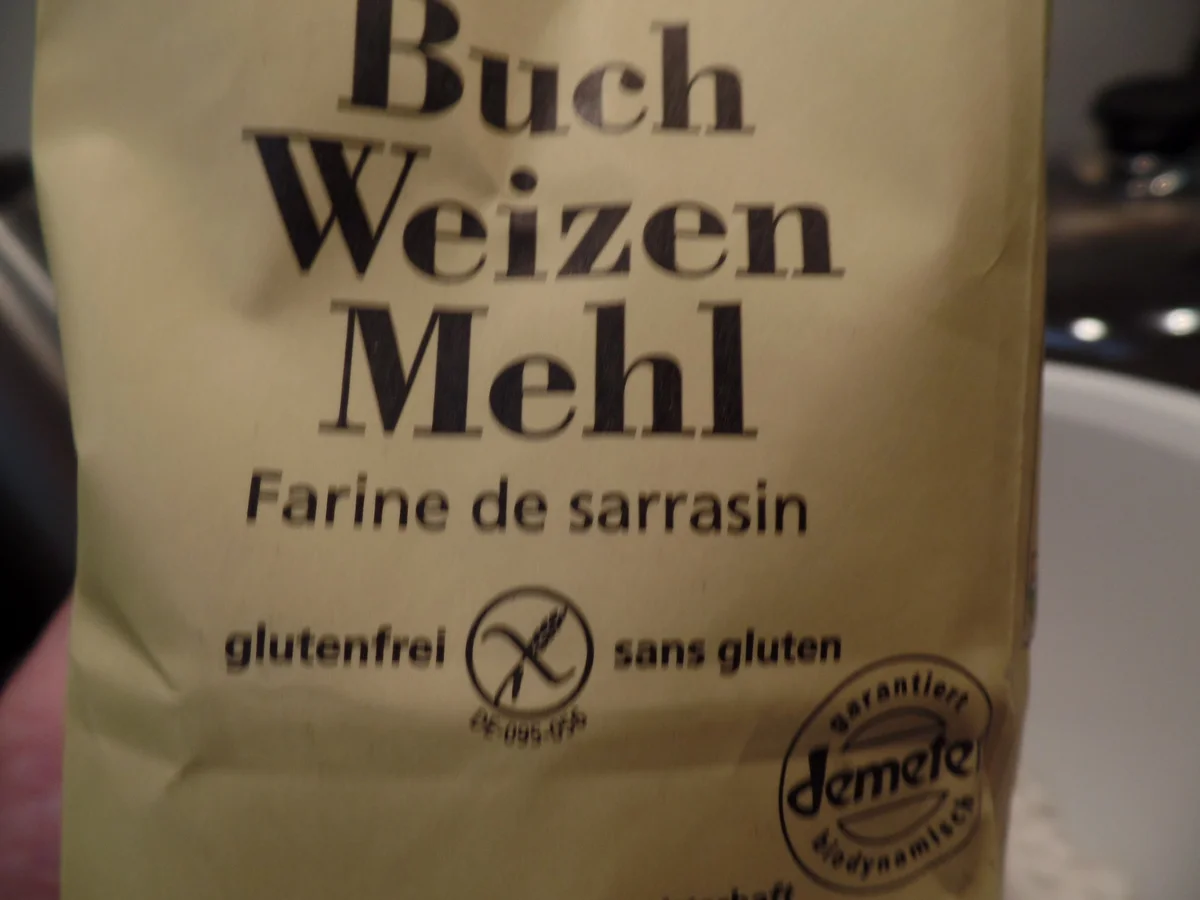 Buch
Weizen
Mehl
Farine de sarrasin
glutenfrei sans gluten
garantiert
demeter
biodynamisch